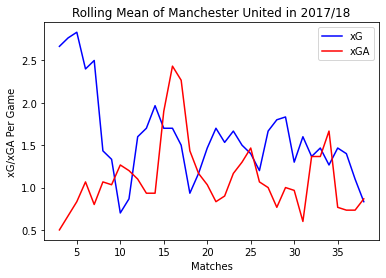 Rolling Mean of Manchester United in 2017/18
xG
xGA
xG/xGA Per Game
2.5
2.0
1.5
1.0
0.5
5 10 15 20 25 30 35
Matches